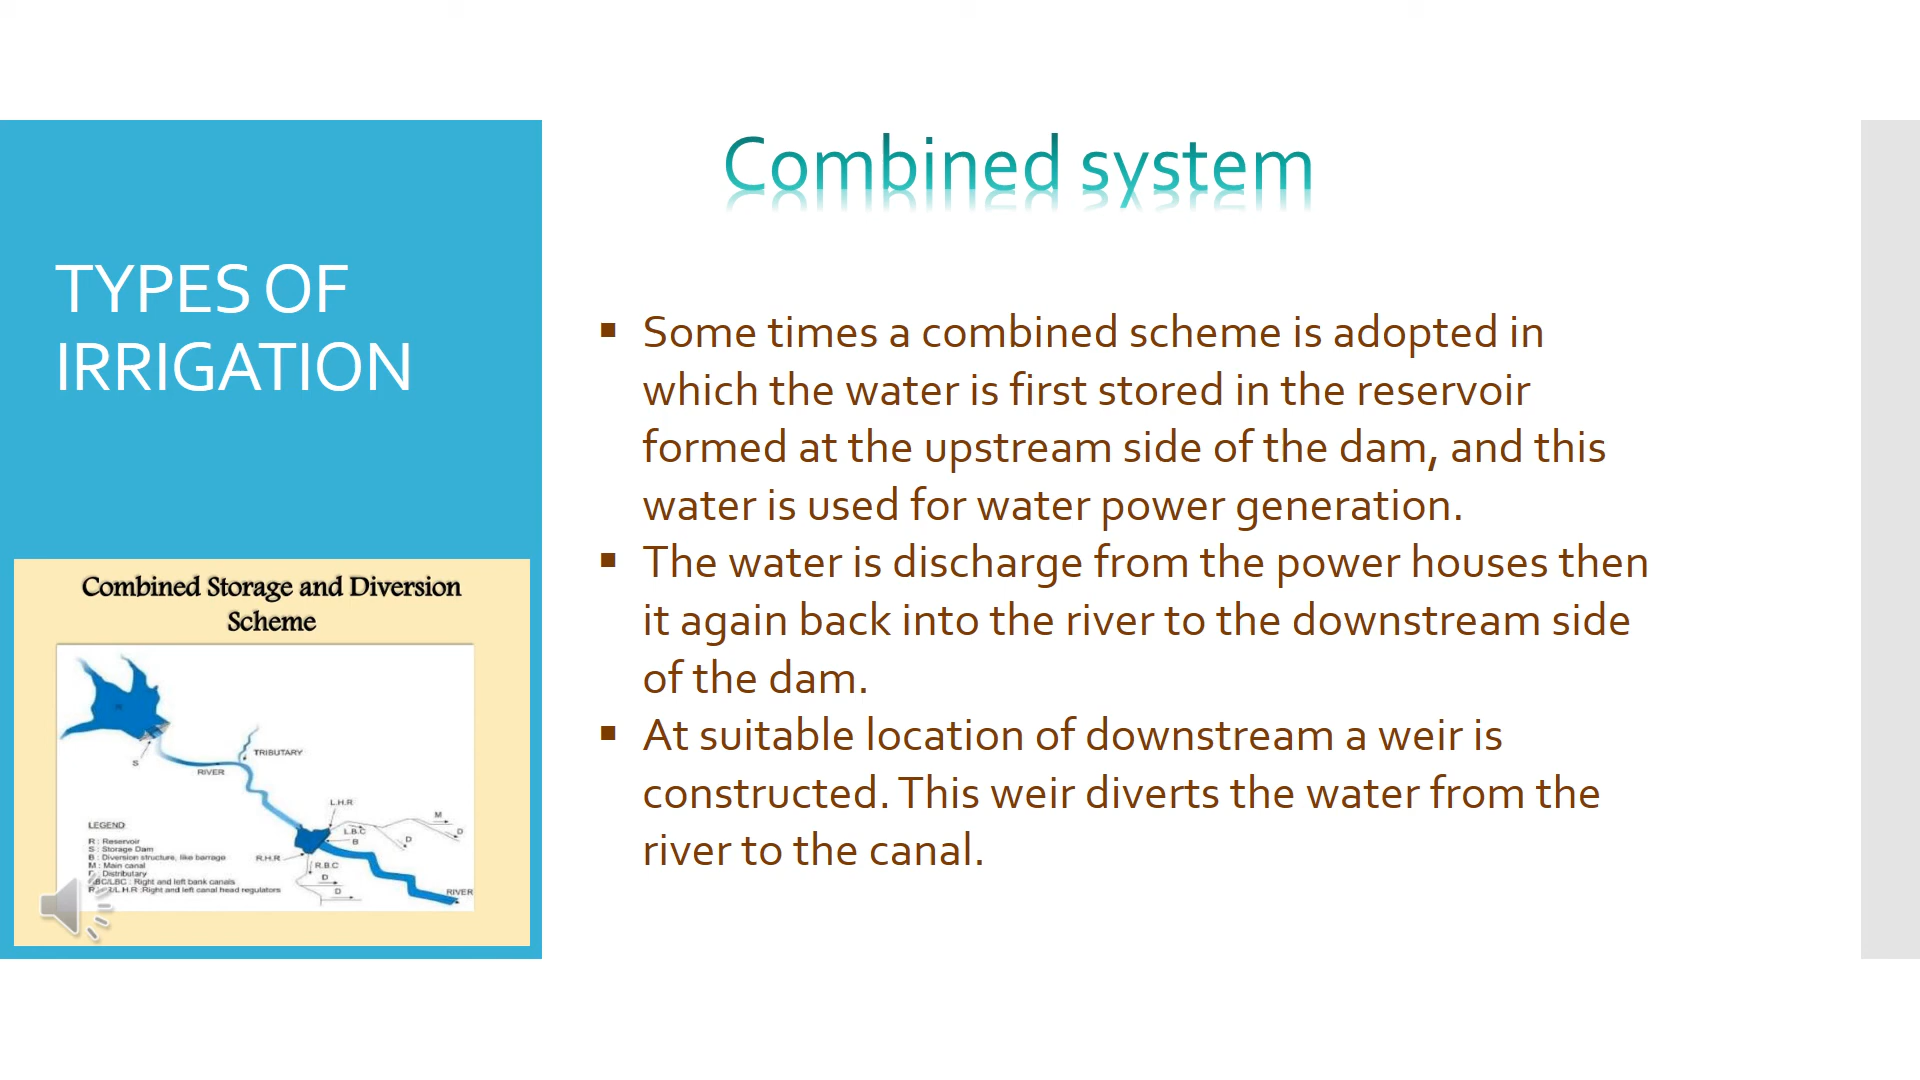 Combined system
TYPES OF
IRRIGATION
▪ Some times a combined scheme is adopted in
which the water is first stored in the reservoir
formed at the upstream side of the dam, and this
water is used for water power generation.
▪ The water is discharge from the power houses then
it again back into the river to the downstream side
of the dam.
▪ At suitable location of downstream a weir is
constructed. This weir diverts the water from the
river to the canal.
Combined Storage and Diversion
Scheme
R
S
TRIBUTARY
RIVER
L.H.R
M
L.B.C
D
D
B
R.H.R
R.B.C
D
D
RIVER
LEGEND
R : Reservoir
S : Storage Dam
B : Diversion structure, like barrage
M : Main canal
: Distributary
/LBC : Right and left bank canals
/L.H.R :Right and left canal head regulators